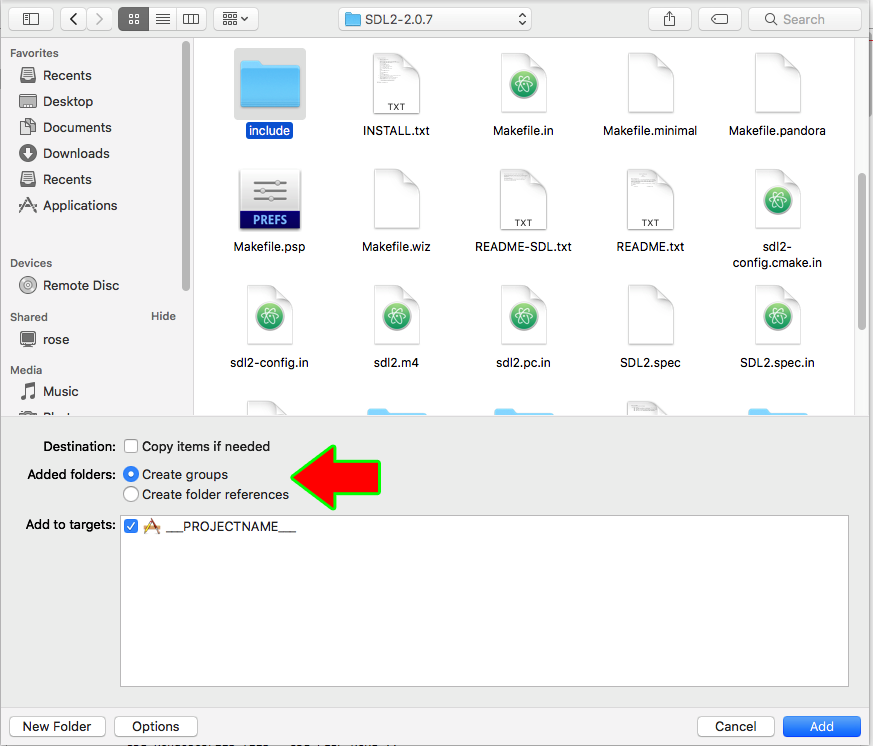 SDL2-2.0.7
Search
Favorites
Recents
Desktop
Documents
Downloads
Recents
Applications
Devices
Remote Disc
Shared
Hide
rose
Media
Music
include
TXT
INSTALL.txt
Makefile.in
Makefile.minimal
Makefile.pandora
PREFS
Makefile.psp
Makefile.wiz
TXT
README-SDL.txt
TXT
README.txt
sdl2-
config.cmake.in
sdl2-config.in
sdl2.m4
sdl2.pc.in
SDL2.spec
SDL2.spec.in
Destination: Copy items if needed
Added folders: Create groups
Create folder references
Add to targets: ___PROJECTNAME___
New Folder
Options
Cancel
Add